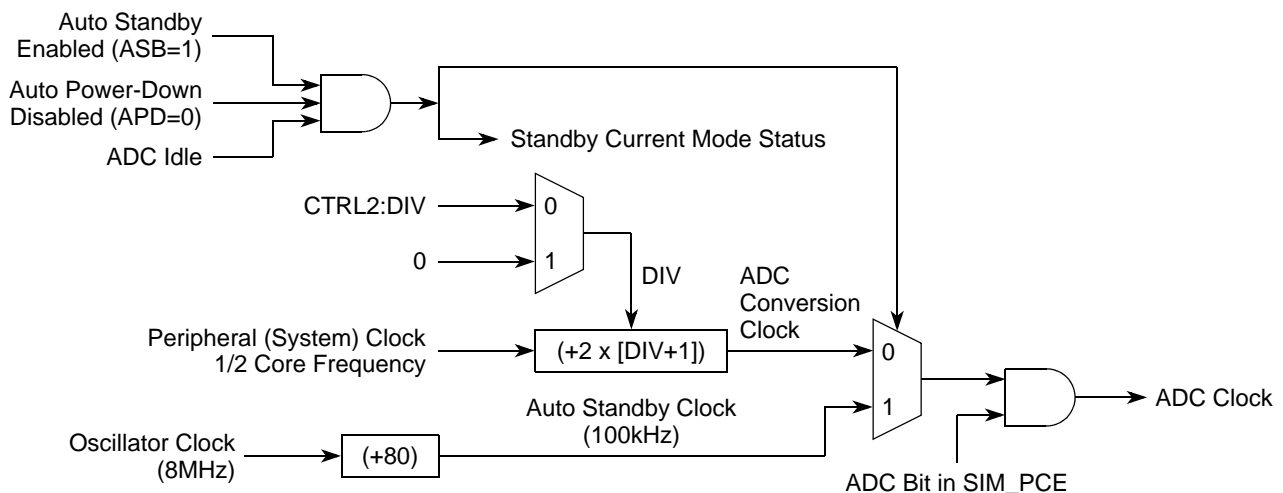 Auto Standby
Enabled (ASB=1)
Auto Power-Down
Disabled (APD=0)
ADC Idle
Standby Current Mode Status
CTRL2:DIV
0
0
1
DIV
ADC
Conversion
Clock
Peripheral (System) Clock
1/2 Core Frequency
(+2 x [DIV+1])
0
1
Auto Standby Clock
(100kHz)
Oscillator Clock
(8MHz)
(+80)
ADC Clock
ADC Bit in SIM_PCE